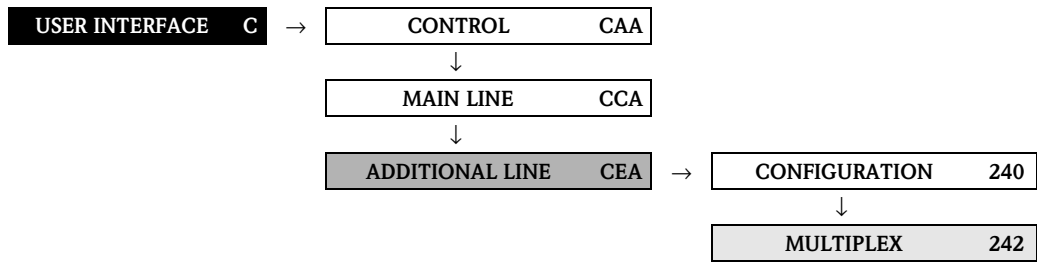 USER INTERFACE C → CONTROL CAA
↓
MAIN LINE CCA
↓
ADDITIONAL LINE CEA → CONFIGURATION 240
↓
MULTIPLEX 242